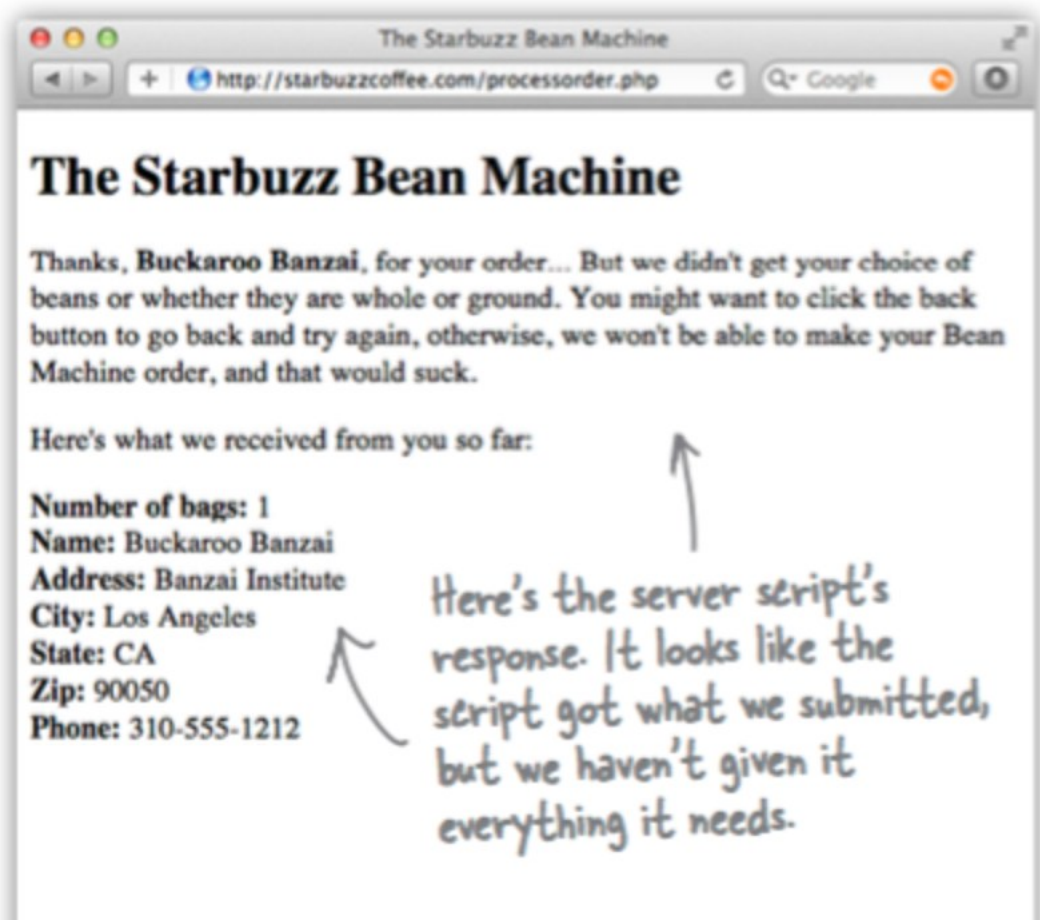 The Starbuzz Bean Machine
http://starbuzzcoffee.com/processorder.php
Google
The Starbuzz Bean Machine
Thanks, Buckaroo Banzai, for your order... But we didn't get your choice of
beans or whether they are whole or ground. You might want to click the back
button to go back and try again, otherwise, we won't be able to make your Bean
Machine order, and that would suck.
Here's what we received from you so far:
Number of bags: 1
Name: Buckaroo Banzai
Address: Banzai Institute
City: Los Angeles
State: CA
Zip: 90050
Phone: 310-555-1212
Here's the server script's
response. It looks like the
script got what we submitted,
but we haven't given it
everything it needs.